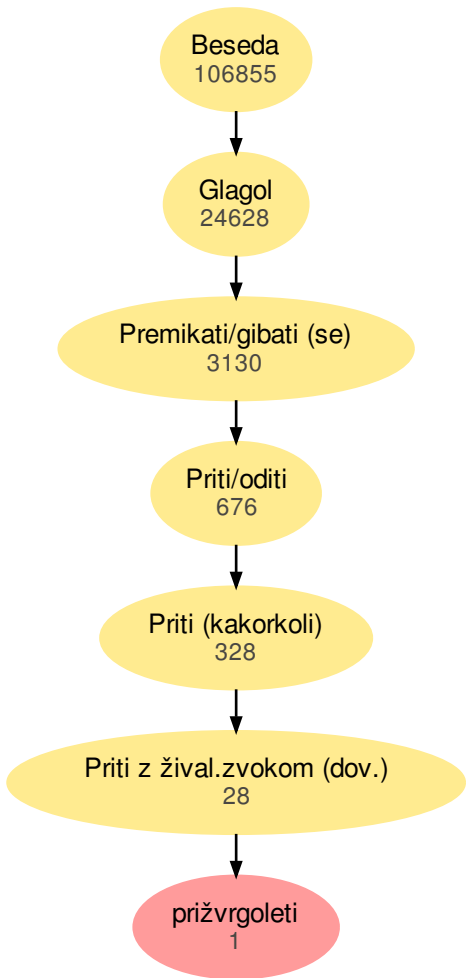 Beseda
106855
Glagol
24628
Premikati/gibati (se)
3130
Priti/oditi
676
Priti (kakorkoli)
328
Priti z žival.zvokom (dov.)
28
prižvrgoleti
1